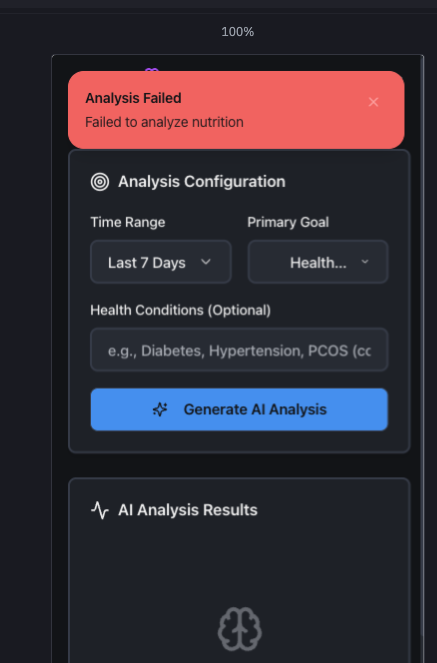 100%
Analysis Failed
Failed to analyze nutrition
Analysis Configuration
Time Range
Primary Goal
Last 7 Days
Health...
Health Conditions (Optional)
e.g., Diabetes, Hypertension, PCOS (cc
Generate AI Analysis
AI Analysis Results